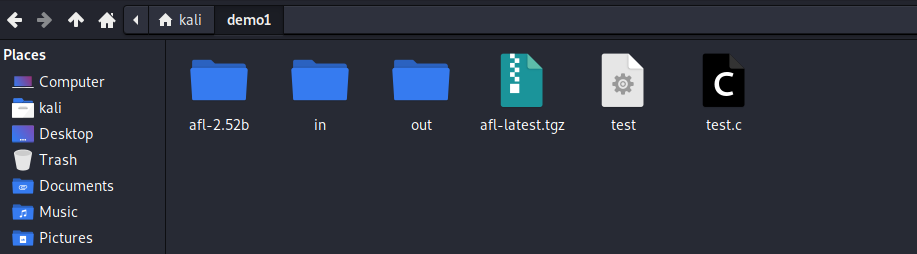 kali demo1
Places
Computer
kali
Desktop
Trash
Documents
Music
Pictures
afl-2.52b in out afl-latest.tgz test test.c
C